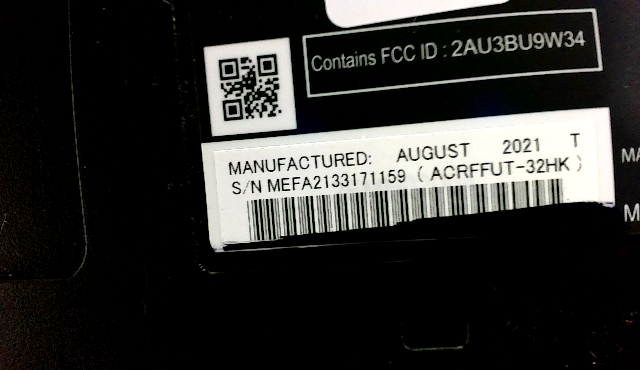 Contains FCC ID : 2AU3BU9W34
MANUFACTURED: AUGUST 2021 T
S/N MEFA2133171159 ( ACRFFUT-32HK )